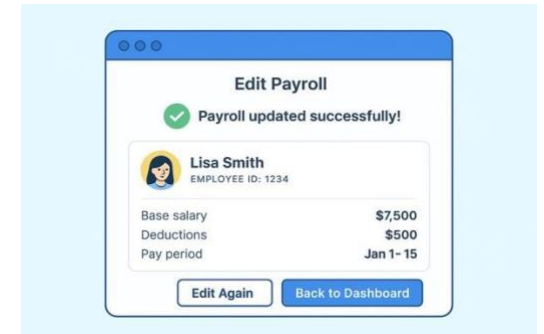 Edit Payroll
Payroll updated successfully!
Lisa Smith
EMPLOYEE ID: 1234
Base salary $7,500
Deductions $500
Pay period Jan 1- 15
Edit Again Back to Dashboard